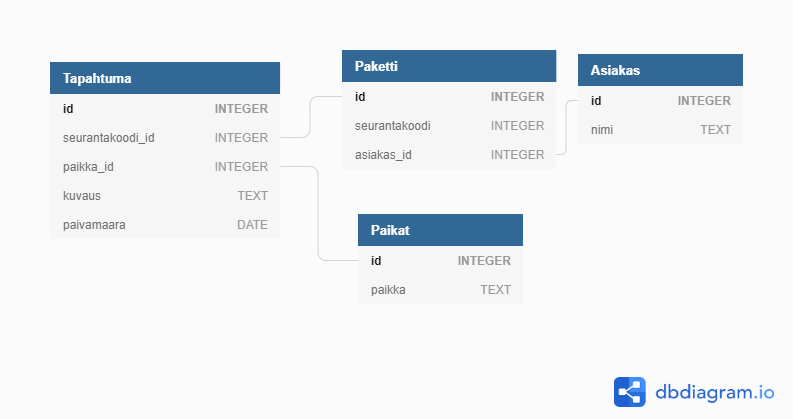 Tapahtuma
id INTEGER
seurantakoodi_id INTEGER
paikka_id INTEGER
kuvaus TEXT
paivamaara DATE
Paketti
id INTEGER
seurantakoodi INTEGER
asiakas_id INTEGER
Asiakas
id INTEGER
nimi TEXT
Paikat
id INTEGER
paikka TEXT
dbdiagram.io